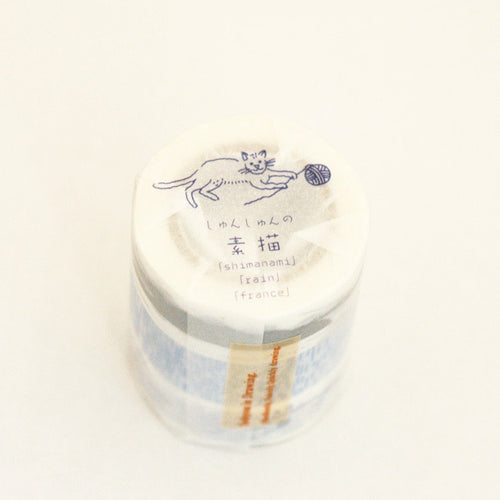 しゅんしゅんの
素描
「shimanami」
「rain」
「france」